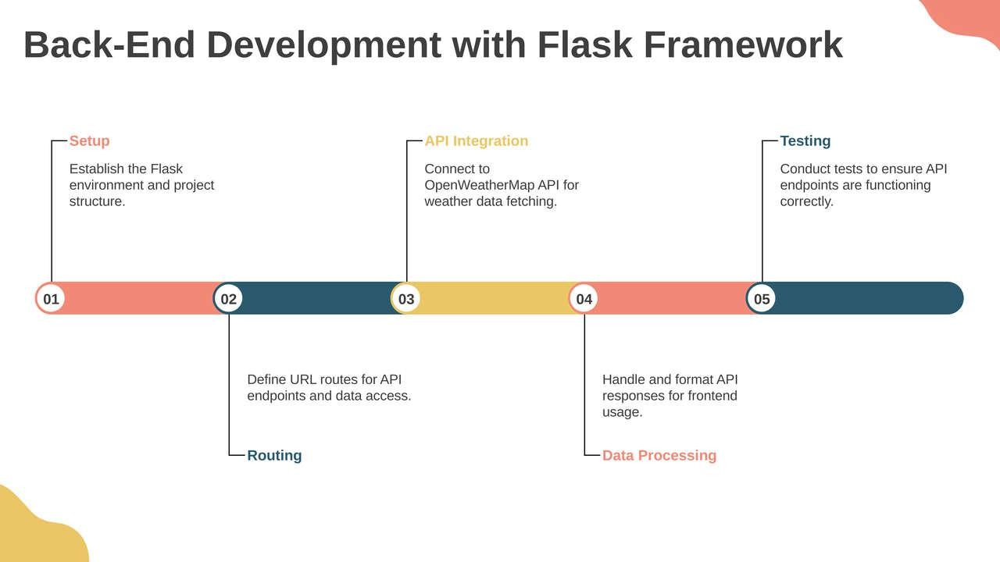 Back-End Development with Flask Framework
Setup
Establish the Flask
environment and project
structure.
API Integration
Connect to
OpenWeatherMap API for
weather data fetching.
Testing
Conduct tests to ensure API
endpoints are functioning
correctly.
01
02
03
04
05
Define URL routes for API
endpoints and data access.
Routing
Handle and format API
responses for frontend
usage.
Data Processing